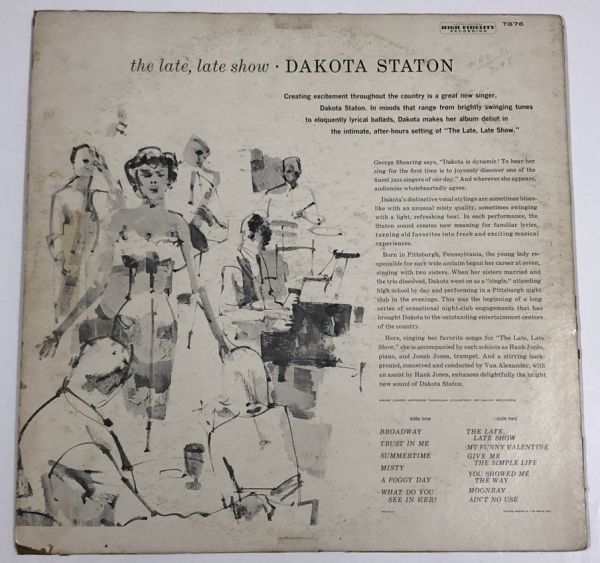 HIGH FIDELITY
RECORDING
T876
the late, late show · DAKOTA STATON
Creating excitement throughout the country is a great new singer,
Dakota Staton. In moods that range from brightly swinging tunes
to eloquently lyrical ballads, Dakota makes her album debut in
the intimate, after-hours setting of "The Late, Late Show."
George Shearing says, "Dakota is dynamic! To hear her
sing for the first time is to joyously discover one of the
finest jazz singers of our day." And wherever she appears,
audiences wholeheartedly agree.
Dakota's distinctive vocal stylings are sometimes blues-
like with an unusual misty quality, sometimes swinging
with a light, refreshing beat. In each performance, the
Staton sound creates new meaning for familiar lyrics,
turning old favorites into fresh and exciting musical
experiences.
Born in Pittsburgh, Pennsylvania, the young lady re-
sponsible for such wide acclaim began her career at seven,
singing with two sisters. When her sisters married and
the trio dissolved, Dakota went on as a "single," attending
high school by day and performing in a Pittsburgh night
club in the evenings. This was the beginning of a long
series of sensational night-club engagements that has
brought Dakota to the outstanding entertainment centers
of the country.
Here, singing her favorite songs for "The Late, Late
Show," she is accompanied by such soloists as Hank Jones,
piano, and Jonah Jones, trumpet. And a stirring back-
ground, conceived and conducted by Van Alexander, with
an assist by Hank Jones, enhances delightfully the bright
new sound of Dakota Staton.
HANK JONES APPEARS THROUGH COURTESY OF SAVOY RECORDS.
side one
BROADWAY
TRUST IN ME
SUMMERTIME
MISTY
A FOGGY DAY
WHAT DO YOU
SEE IN HER?
side two
THE LATE,
LATE SHOW
MY FUNNY VALENTINE
GIVE ME
THE SIMPLE LIFE
YOU SHOWED ME
THE WAY
MOONRAY
AIN'T NO USE